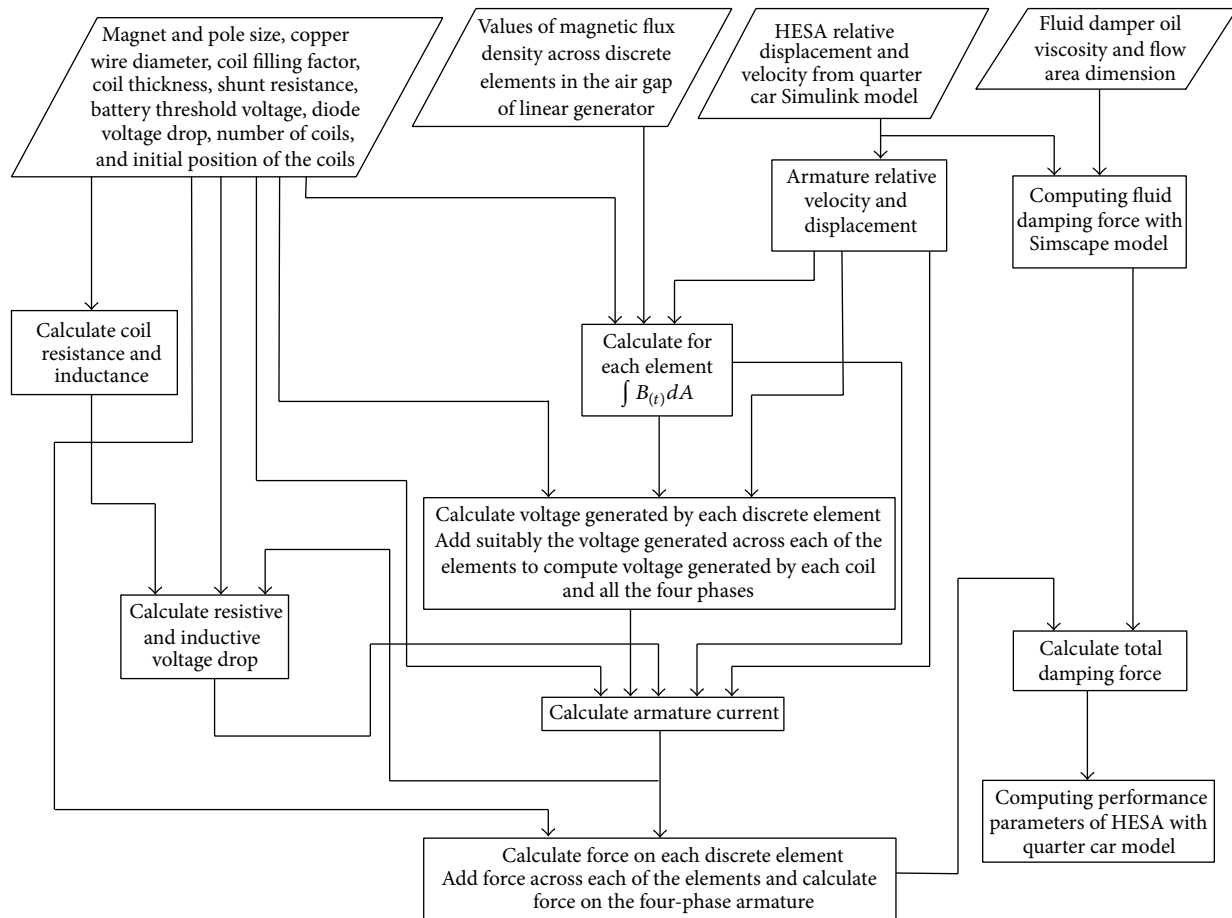 Magnet and pole size, copper
wire diameter, coil filling factor,
coil thickness, shunt resistance,
battery threshold voltage, diode
voltage drop, number of coils,
and initial position of the coils
Values of magnetic flux
density across discrete
elements in the air gap
of linear generator
HESA relative
displacement and
velocity from quarter
car Simulink model
Fluid damper oil
viscosity and flow
area dimension
Armature relative
velocity and
displacement
Computing fluid
damping force with
Simscape model
Calculate coil
resistance and
inductance
Calculate for
each element
∫ B₍ₜ₎dA
Calculate voltage generated by each discrete element
Add suitably the voltage generated across each of the
elements to compute voltage generated by each coil
and all the four phases
Calculate resistive
and inductive
voltage drop
Calculate total
damping force
Calculate armature current
Computing performance
parameters of HESA with
quarter car model
Calculate force on each discrete element
Add force across each of the elements and calculate
force on the four-phase armature